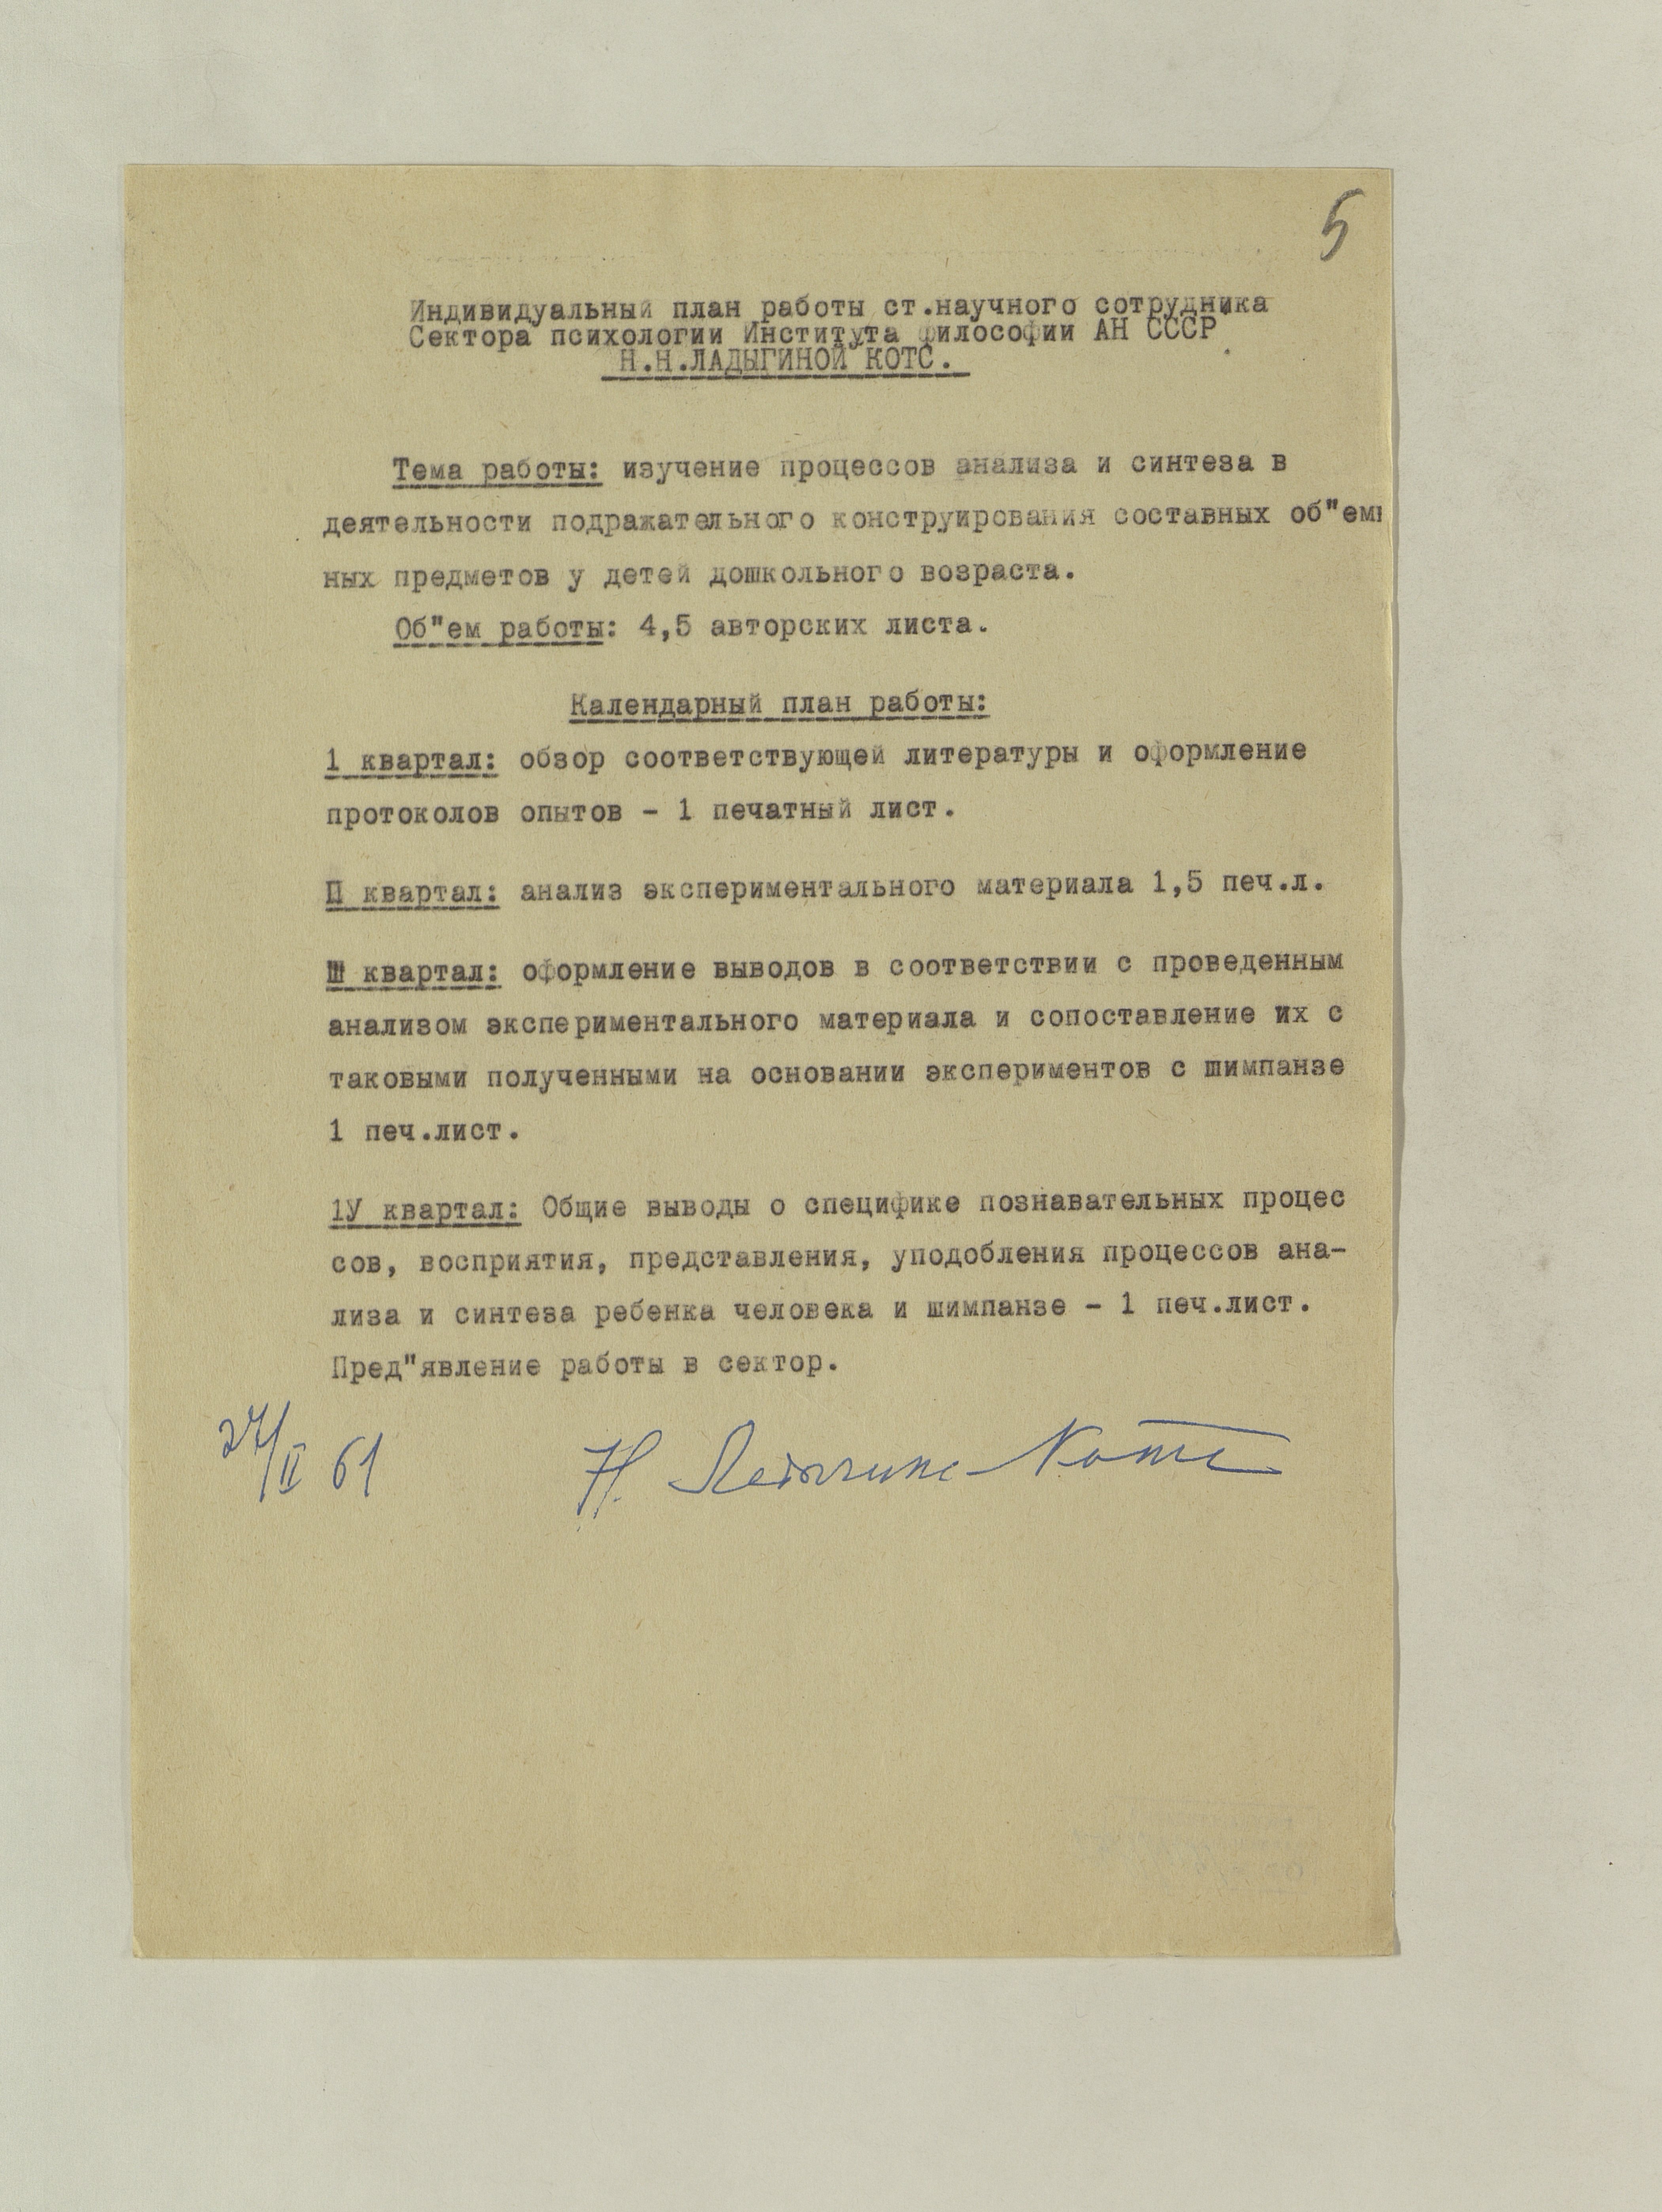 5
Индивидуальный план работы ст.научного сотрудника
Сектора психологии Института философии АН СССР
Н.Н.ЛАДЫГИНОЙ КОТС.
Тема работы: изучение процессов анализа и синтеза в
деятельности подражательного конструирования составных об"емн
ных предметов у детей дошкольного возраста.
Об"ем работы: 4,5 авторских листа.
Календарный план работы:
1 квартал: обзор соответствующей литературы и оформление
протоколов опытов - 1 печатный лист.
П квартал: анализ экспериментального материала 1,5 печ.л.
Ш квартал: оформление выводов в соответствии с проведенным
анализом экспериментального материала и сопоставление их с
таковыми полученными на основании экспериментов с шимпанзе
1 печ.лист.
1У квартал: Общие выводы о специфике познавательных процес
сов, восприятия, представления, уподобления процессов ана-
лиза и синтеза ребенка человека и шимпанзе - 1 печ.лист.
Пред"явление работы в сектор.
27/II 61 Н. Ладыгина-Котс